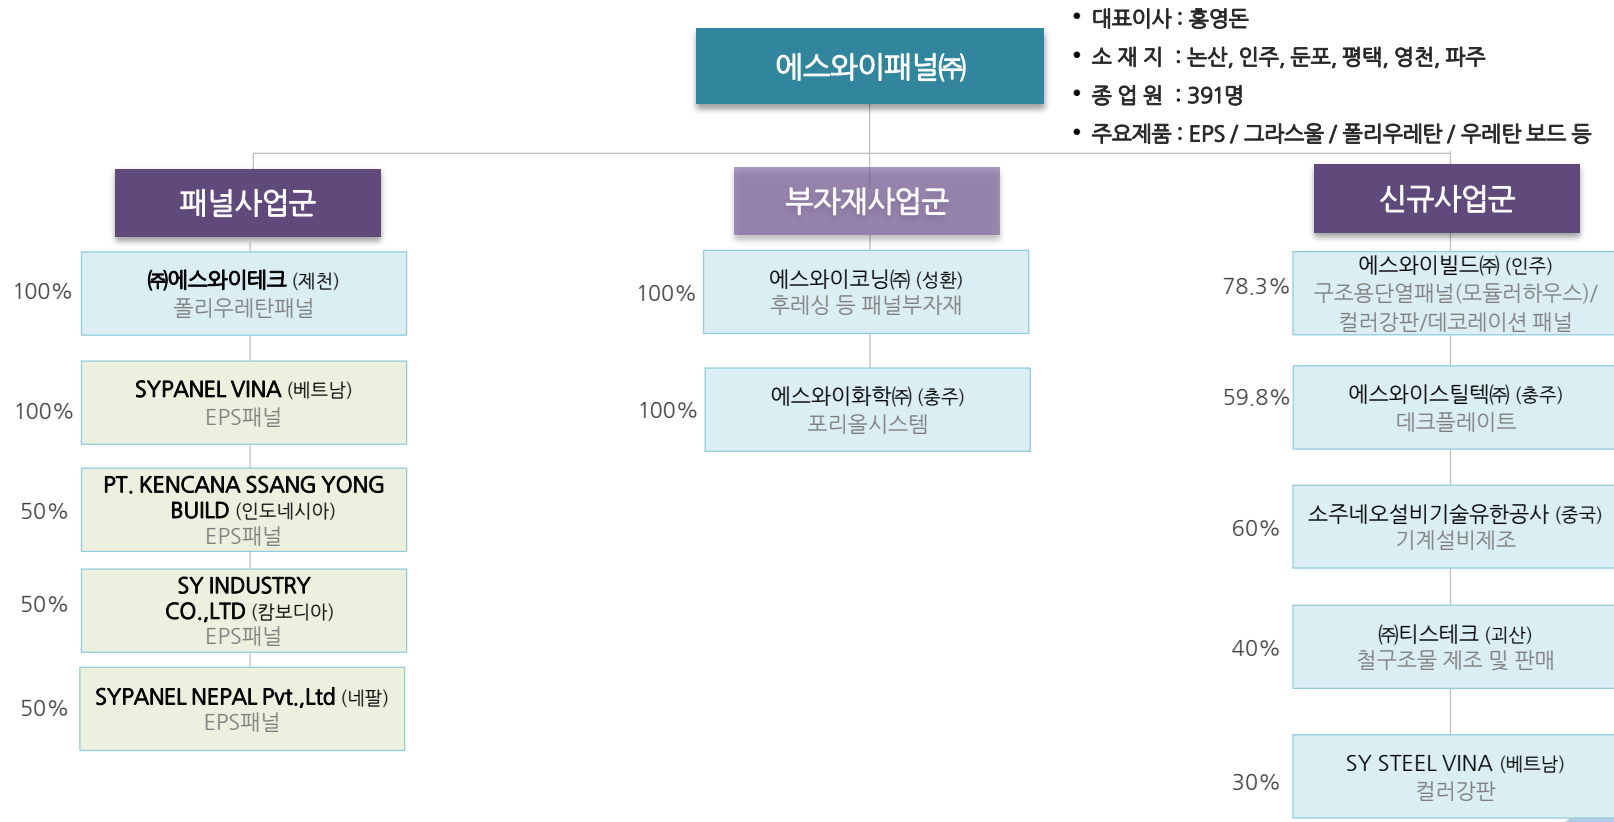 에스와이패널㈜
• 대표이사 : 홍영돈
• 소 재 지 : 논산, 인주, 둔포, 평택, 영천, 파주
• 종 업 원 : 391명
• 주요제품 : EPS / 그라스울 / 폴리우레탄 / 우레탄 보드 등
패널사업군
100%
㈜에스와이테크 (제천)
폴리우레탄패널
100%
SYPANEL VINA (베트남)
EPS패널
50%
PT. KENCANA SSANG YONG
BUILD (인도네시아)
EPS패널
50%
SY INDUSTRY
CO.,LTD (캄보디아)
EPS패널
50%
SYPANEL NEPAL Pvt.,Ltd (네팔)
EPS패널
부자재사업군
100%
에스와이코닝㈜ (성환)
후레싱 등 패널부자재
100%
에스와이화학㈜ (충주)
포리올시스템
신규사업군
78.3%
에스와이빌드㈜ (인주)
구조용단열패널(모듈러하우스)/
컬러강판/데코레이션 패널
59.8%
에스와이스틸텍㈜ (충주)
데크플레이트
60%
소주네오설비기술유한공사 (중국)
기계설비제조
40%
㈜티스테크 (괴산)
철구조물 제조 및 판매
30%
SY STEEL VINA (베트남)
컬러강판